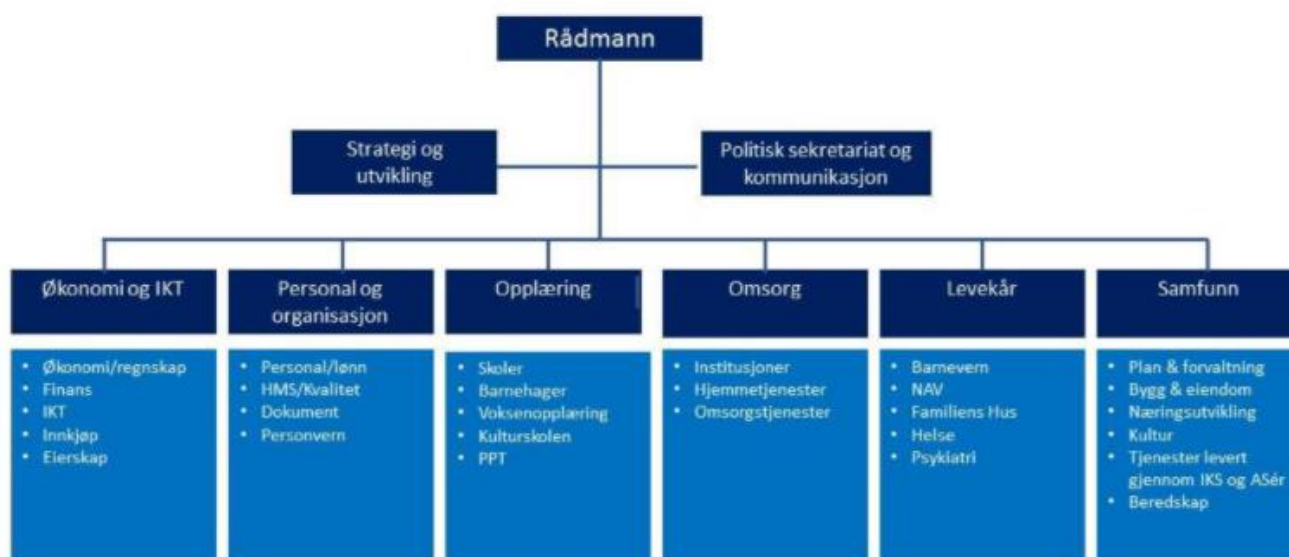 Rådmann
Strategi og
utvikling
Politisk sekretariat og
kommunikasjon
Økonomi og IKT
Personal og
organisasjon
Opplæring
Omsorg
Levekår
Samfunn
• Økonomi/regnskap
• Finans
• IKT
• Innkjøp
• Eierskap
• Personal/lønn
• HMS/Kvalitet
• Dokument
• Personvern
• Skoler
• Barnehager
• Voksenopplæring
• Kulturskolen
• PPT
• Institusjoner
• Hjemmetjenester
• Omsorgstjenester
• Barnevern
• NAV
• Familiens Hus
• Helse
• Psykiatri
• Plan & forvaltning
• Bygg & eiendom
• Næringsutvikling
• Kultur
• Tjenester levert
gjennom IKS og ASér
• Beredskap